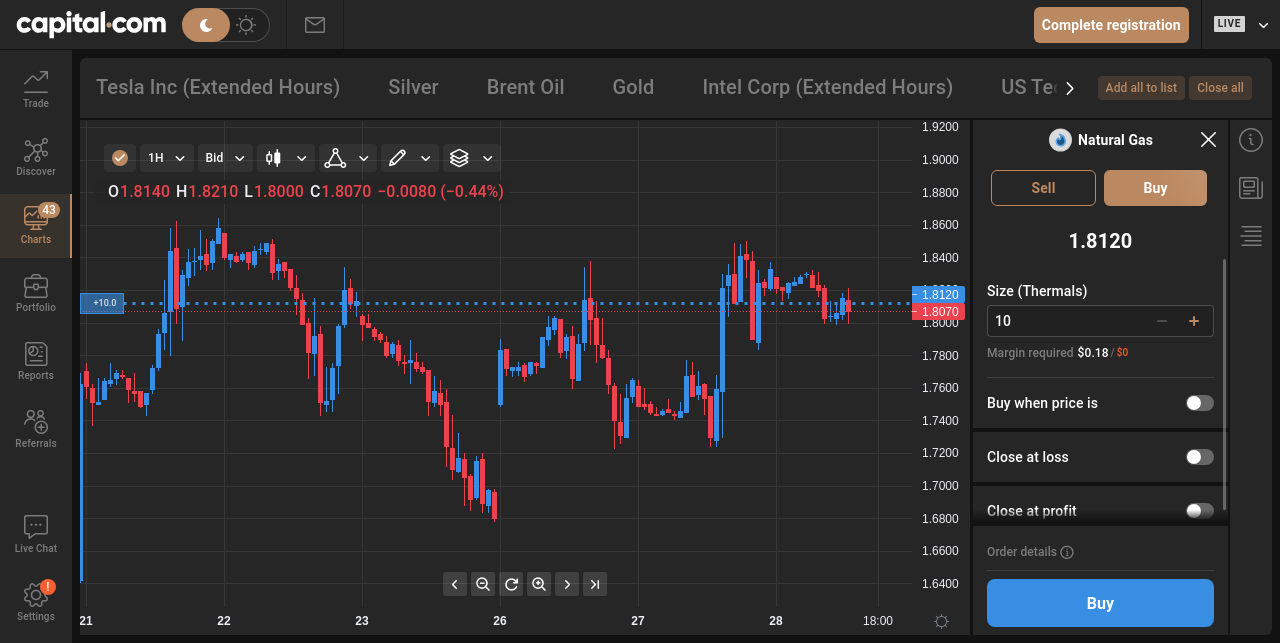 capital.com
Complete registration
LIVE
Trade
Discover
43
Charts
Portfolio
Reports
Referrals
Live Chat
!
Settings
Tesla Inc (Extended Hours)
Silver
Brent Oil
Gold
Intel Corp (Extended Hours)
US Te
Add all to list
Close all
1H
Bid
O1.8140 H1.8210 L1.8000 C1.8070 −0.0080 (−0.44%)
+10.0
1.9200
1.9000
1.8800
1.8600
1.8400
1.8120
1.8070
1.8000
1.7800
1.7600
1.7400
1.7200
1.7000
1.6800
1.6600
1.6400
21
22
23
26
27
28
18:00
Natural Gas
Sell
Buy
1.8120
Size (Thermals)
10
Margin required $0.18 / $0
Buy when price is
Close at loss
Close at profit
Order details
Buy